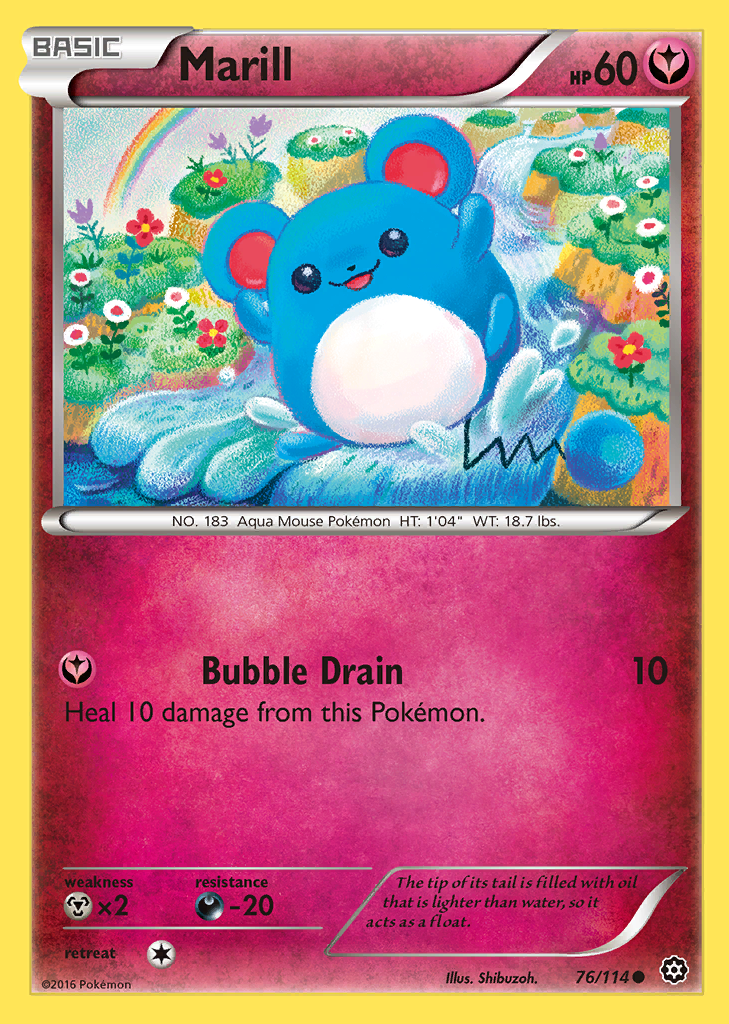 BASIC
Marill
HP60
NO. 183 Aqua Mouse Pokémon HT: 1'04" WT: 18.7 lbs.
Bubble Drain 10
Heal 10 damage from this Pokémon.
weakness resistance
×2 -20
retreat
The tip of its tail is filled with oil
that is lighter than water, so it
acts as a float.
©2016 Pokémon
Illus. Shibuzoh. 76/114